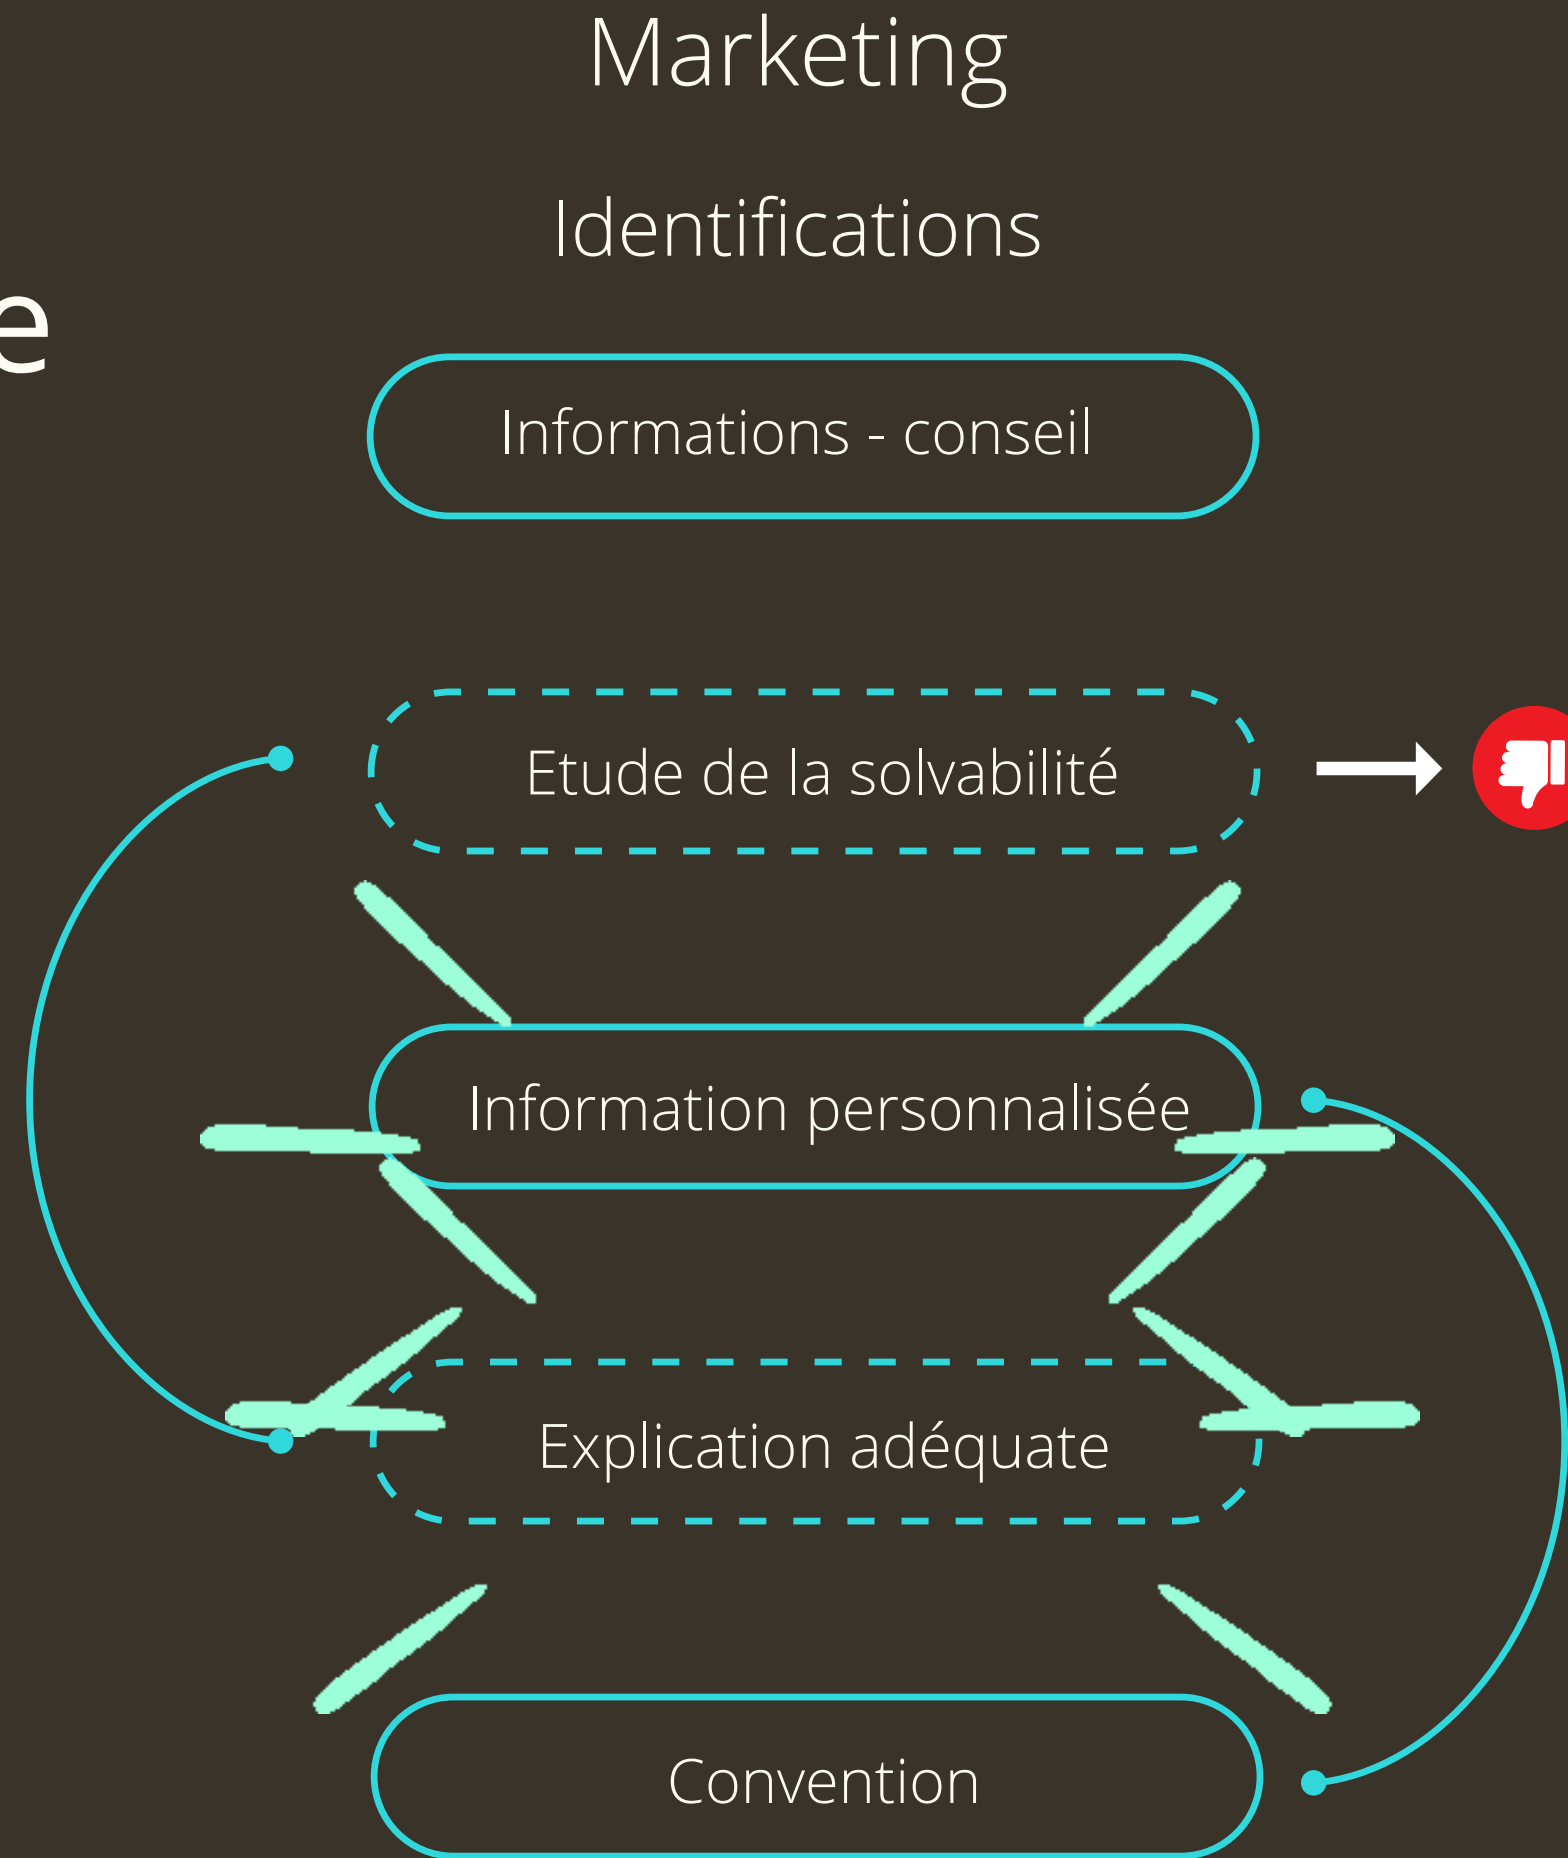 Marketing
Identifications
e
Informations - conseil
Etude de la solvabilité
Information personnalisée
Explication adéquate
Convention